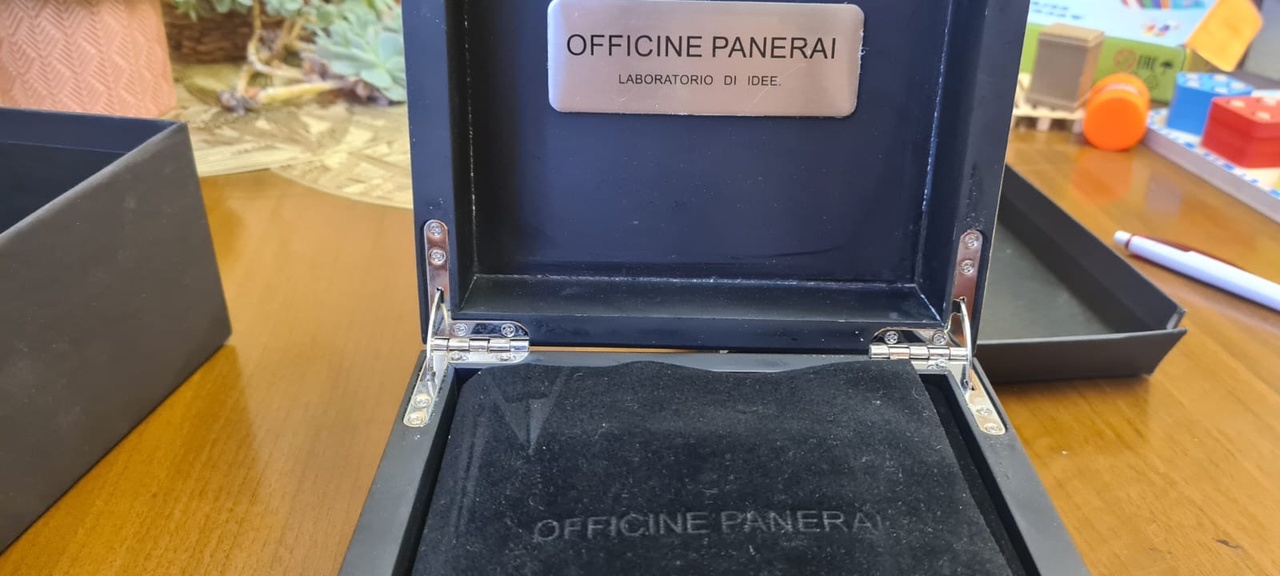 OFFICINE PANERAI
LABORATORIO DI IDEE.
OFFICINE PANERAI